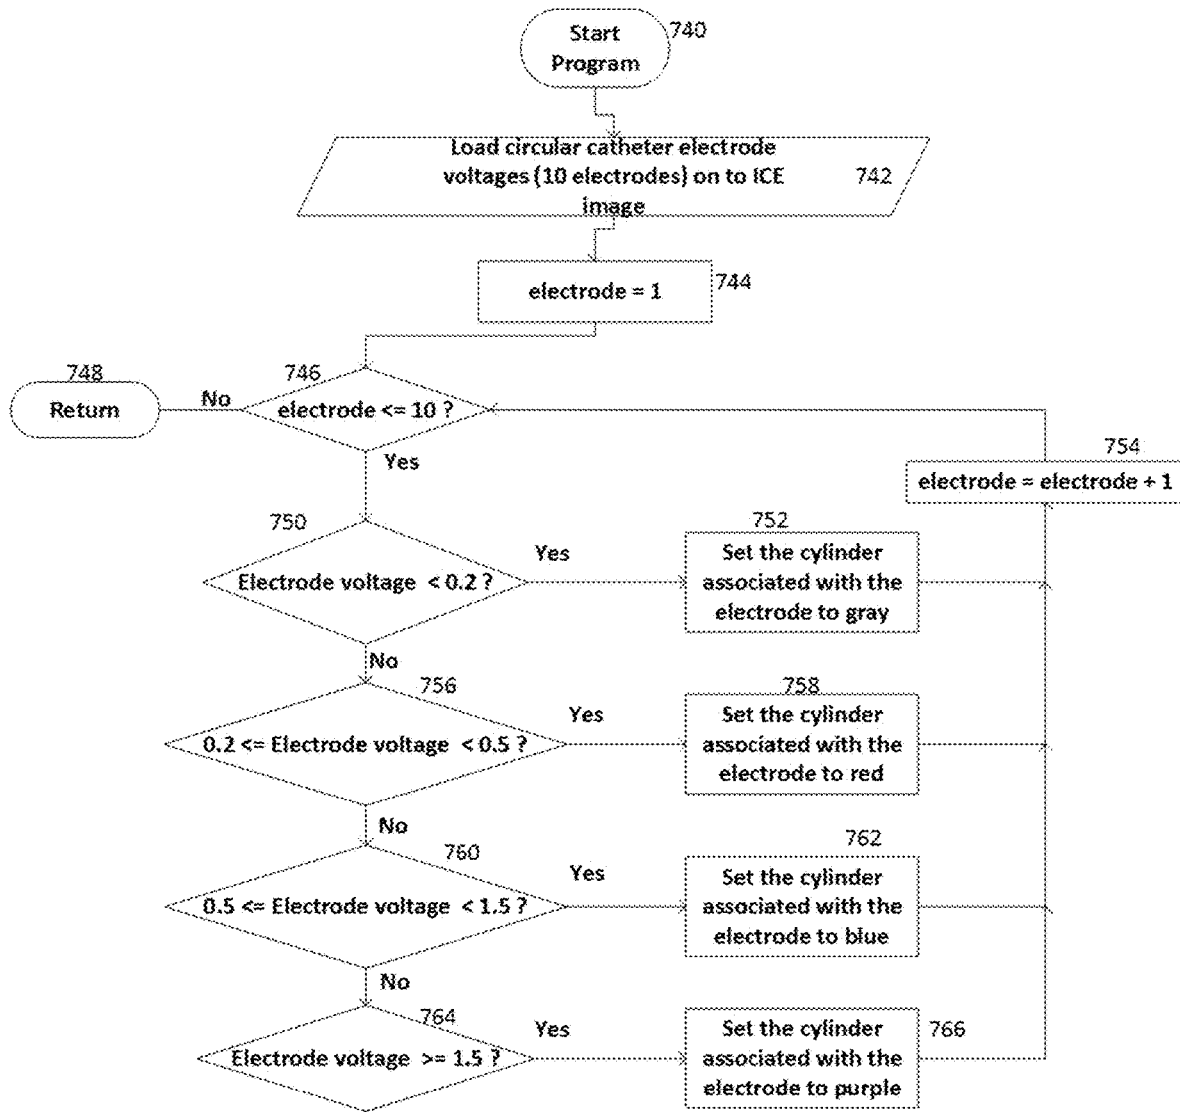 Start
Program
740
Load circular catheter electrode
voltages (10 electrodes) on to ICE
image
742
electrode = 1
744
748
Return
No
746
electrode <= 10 ?
Yes
754
electrode = electrode + 1
750
Electrode voltage < 0.2 ?
Yes
752
Set the cylinder
associated with the
electrode to gray
No
756
0.2 <= Electrode voltage < 0.5 ?
Yes
758
Set the cylinder
associated with the
electrode to red
No
760
0.5 <= Electrode voltage < 1.5 ?
Yes
762
Set the cylinder
associated with the
electrode to blue
No
764
Electrode voltage >= 1.5 ?
Yes
Set the cylinder
associated with the
electrode to purple
766